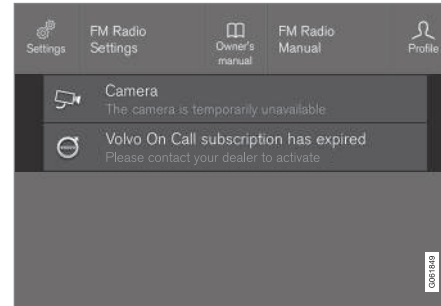 Settings
FM Radio
Settings
Owner's
manual
FM Radio
Manual
Profile
Camera
The camera is temporarily unavailable
Volvo On Call subscription has expired
Please contact your dealer to activate
G061849